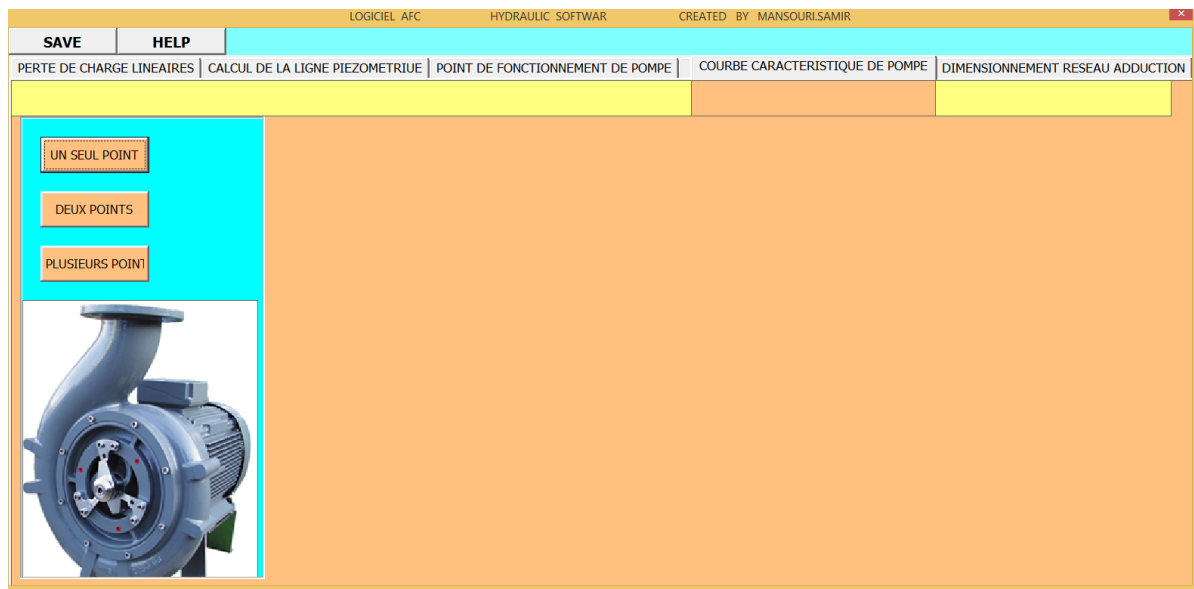 LOGICIEL AFC HYDRAULIC SOFTWAR CREATED BY MANSOURI.SAMIR
SAVE HELP
PERTE DE CHARGE LINEAIRES CALCUL DE LA LIGNE PIEZOMETRIUE POINT DE FONCTIONNEMENT DE POMPE COURBE CARACTERISTIQUE DE POMPE DIMENSIONNEMENT RESEAU ADDUCTION
UN SEUL POINT
DEUX POINTS
PLUSIEURS POINT